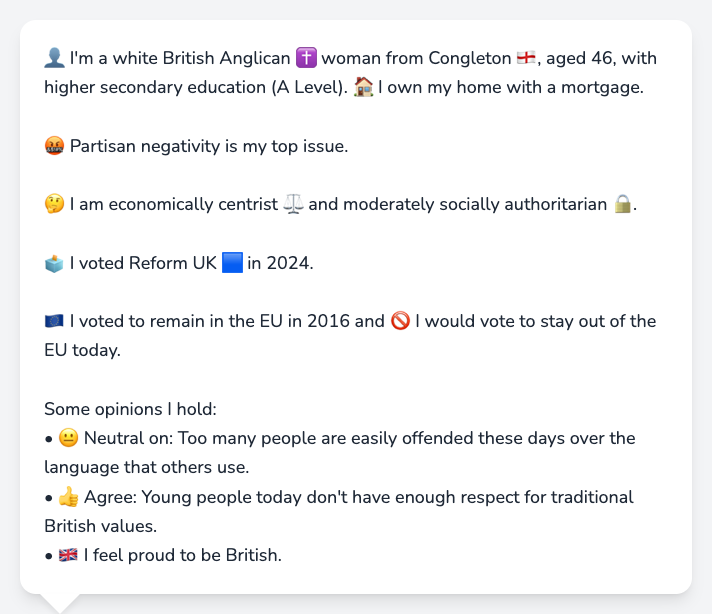 👤 I'm a white British Anglican ✝️ woman from Congleton 🏴󠁧󠁢󠁥󠁮󠁧󠁿, aged 46, with
higher secondary education (A Level). 🏠 I own my home with a mortgage.
🤬 Partisan negativity is my top issue.
🤔 I am economically centrist ⚖️ and moderately socially authoritarian 🔒.
🗳️ I voted Reform UK 🟦 in 2024.
🇪🇺 I voted to remain in the EU in 2016 and 🚫 I would vote to stay out of the
EU today.
Some opinions I hold:
• 😐 Neutral on: Too many people are easily offended these days over the
language that others use.
• 👍 Agree: Young people today don't have enough respect for traditional
British values.
• 🇬🇧 I feel proud to be British.